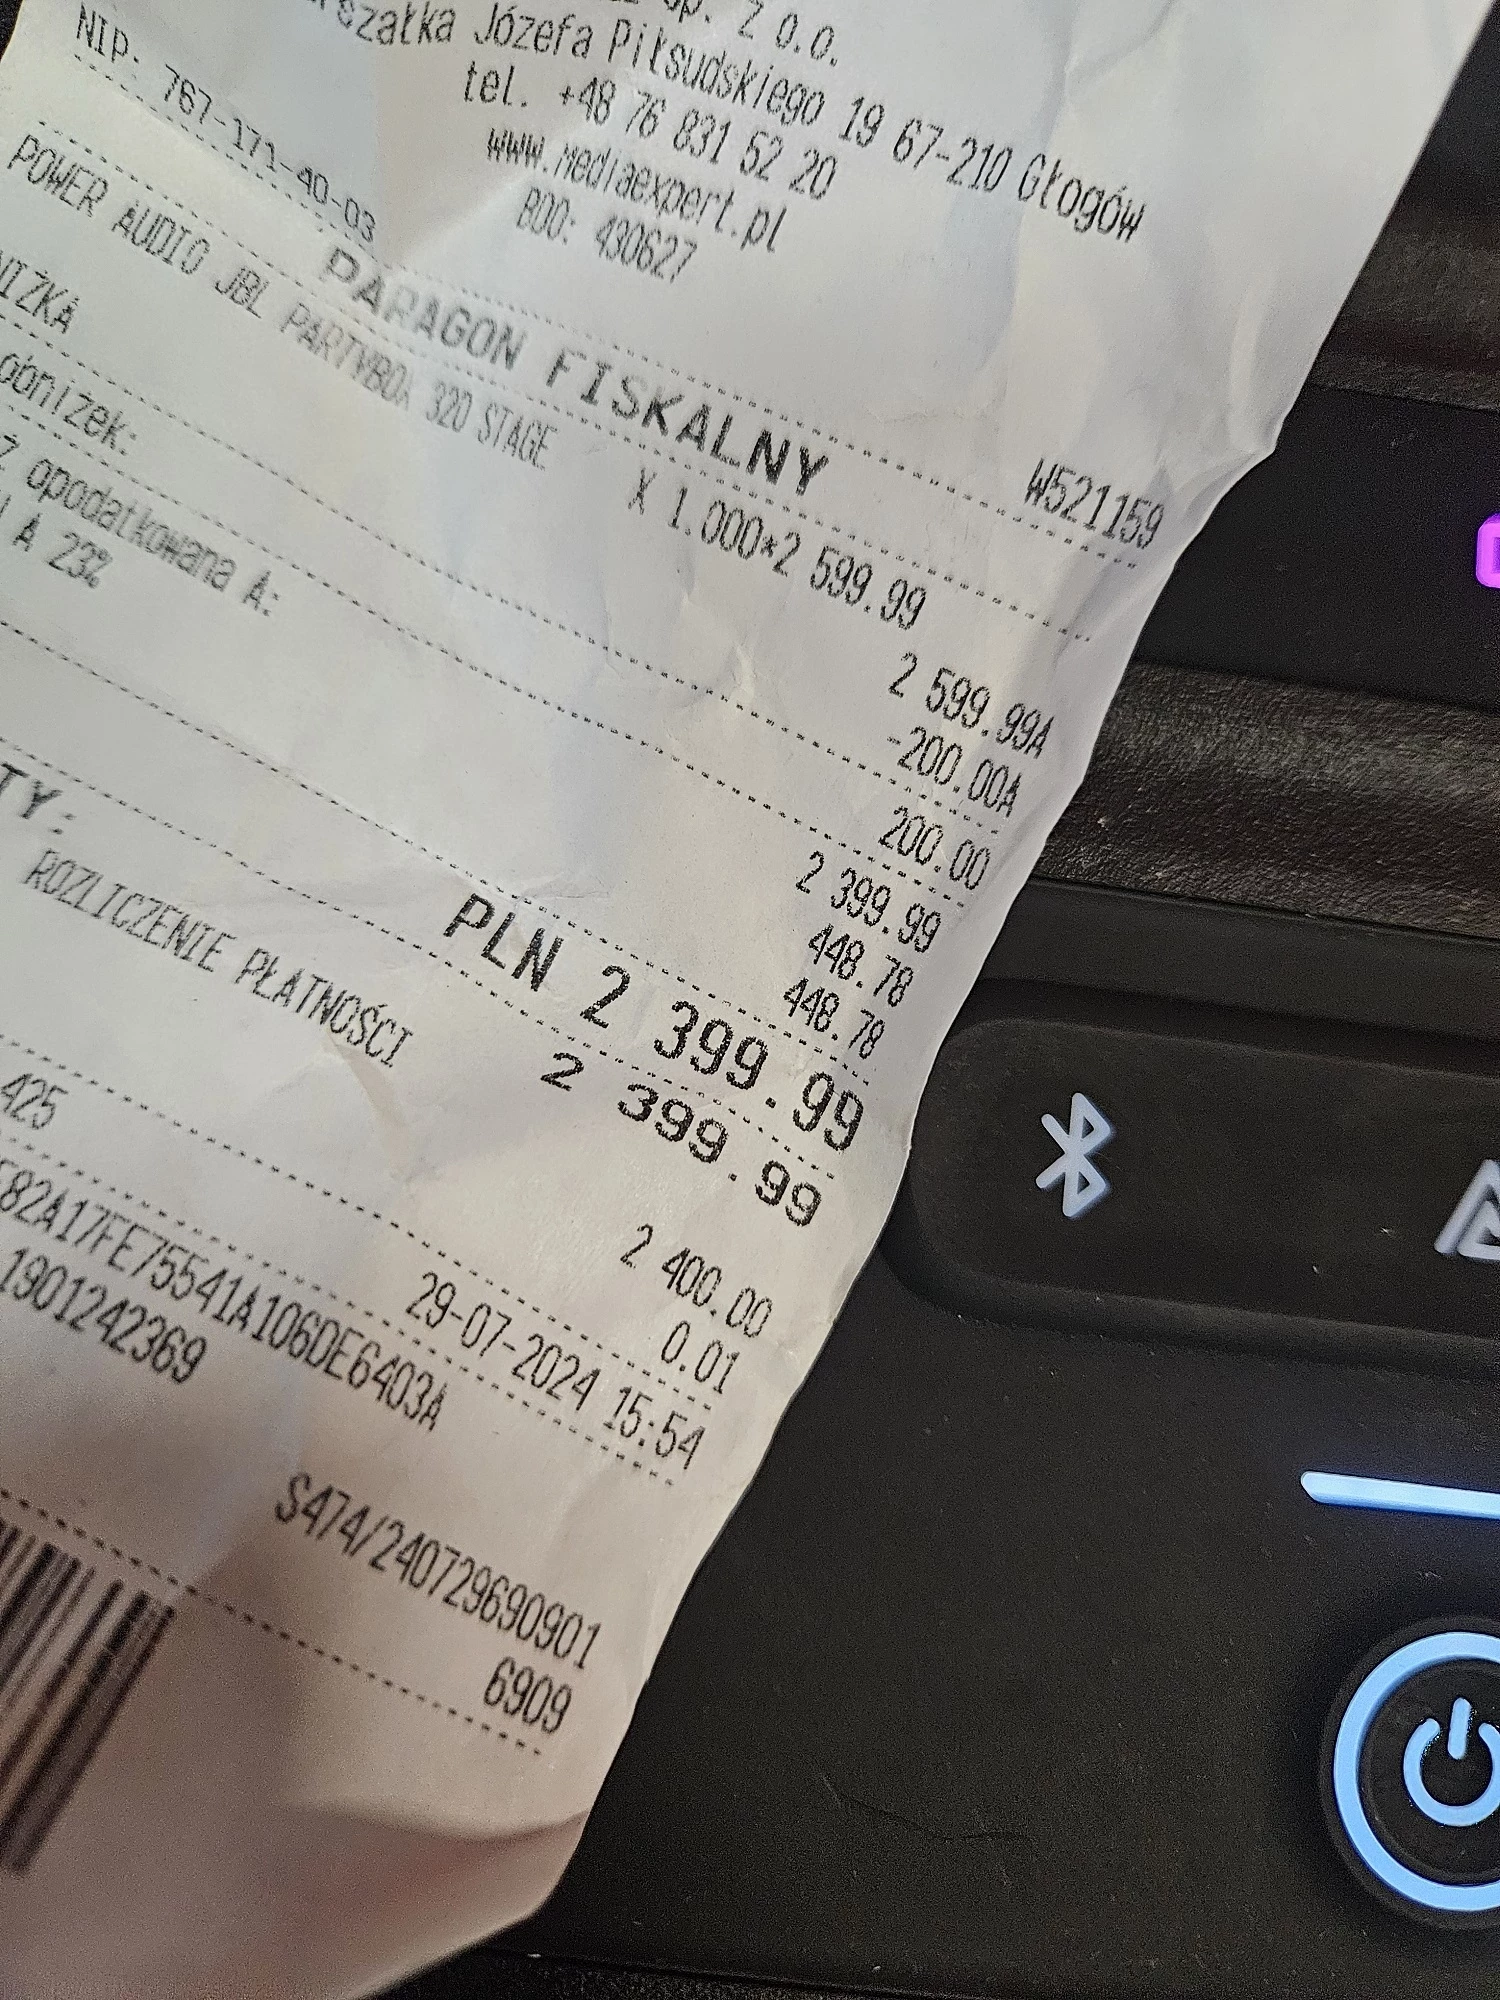 Sp. z o.o.
Józefa Piłsudskiego 19 67-210 Głogów
tel. +48 76 831 52 20
www.mediaexpert.pl
BDO: 430627
NIP: 767-171-40-03
W521159
PARAGON FISKALNY
POWER AUDIO JBL PARTYBOX 320 STAGE
X 1.000*2 599.99
2 599.99A
NIŻKA -200.00A
obniżek: 200.00
ż opodatkowana A: 2 399.99
A 23% 448.78
448.78
TY: PLN 2 399.99
ROZLICZENIE PŁATNOŚCI 2 399.99
2 400.00
0.01
425 29-07-2024 15:54
F82A17FE75541A106DE6403A
1901242369
S474/240729690901
6909